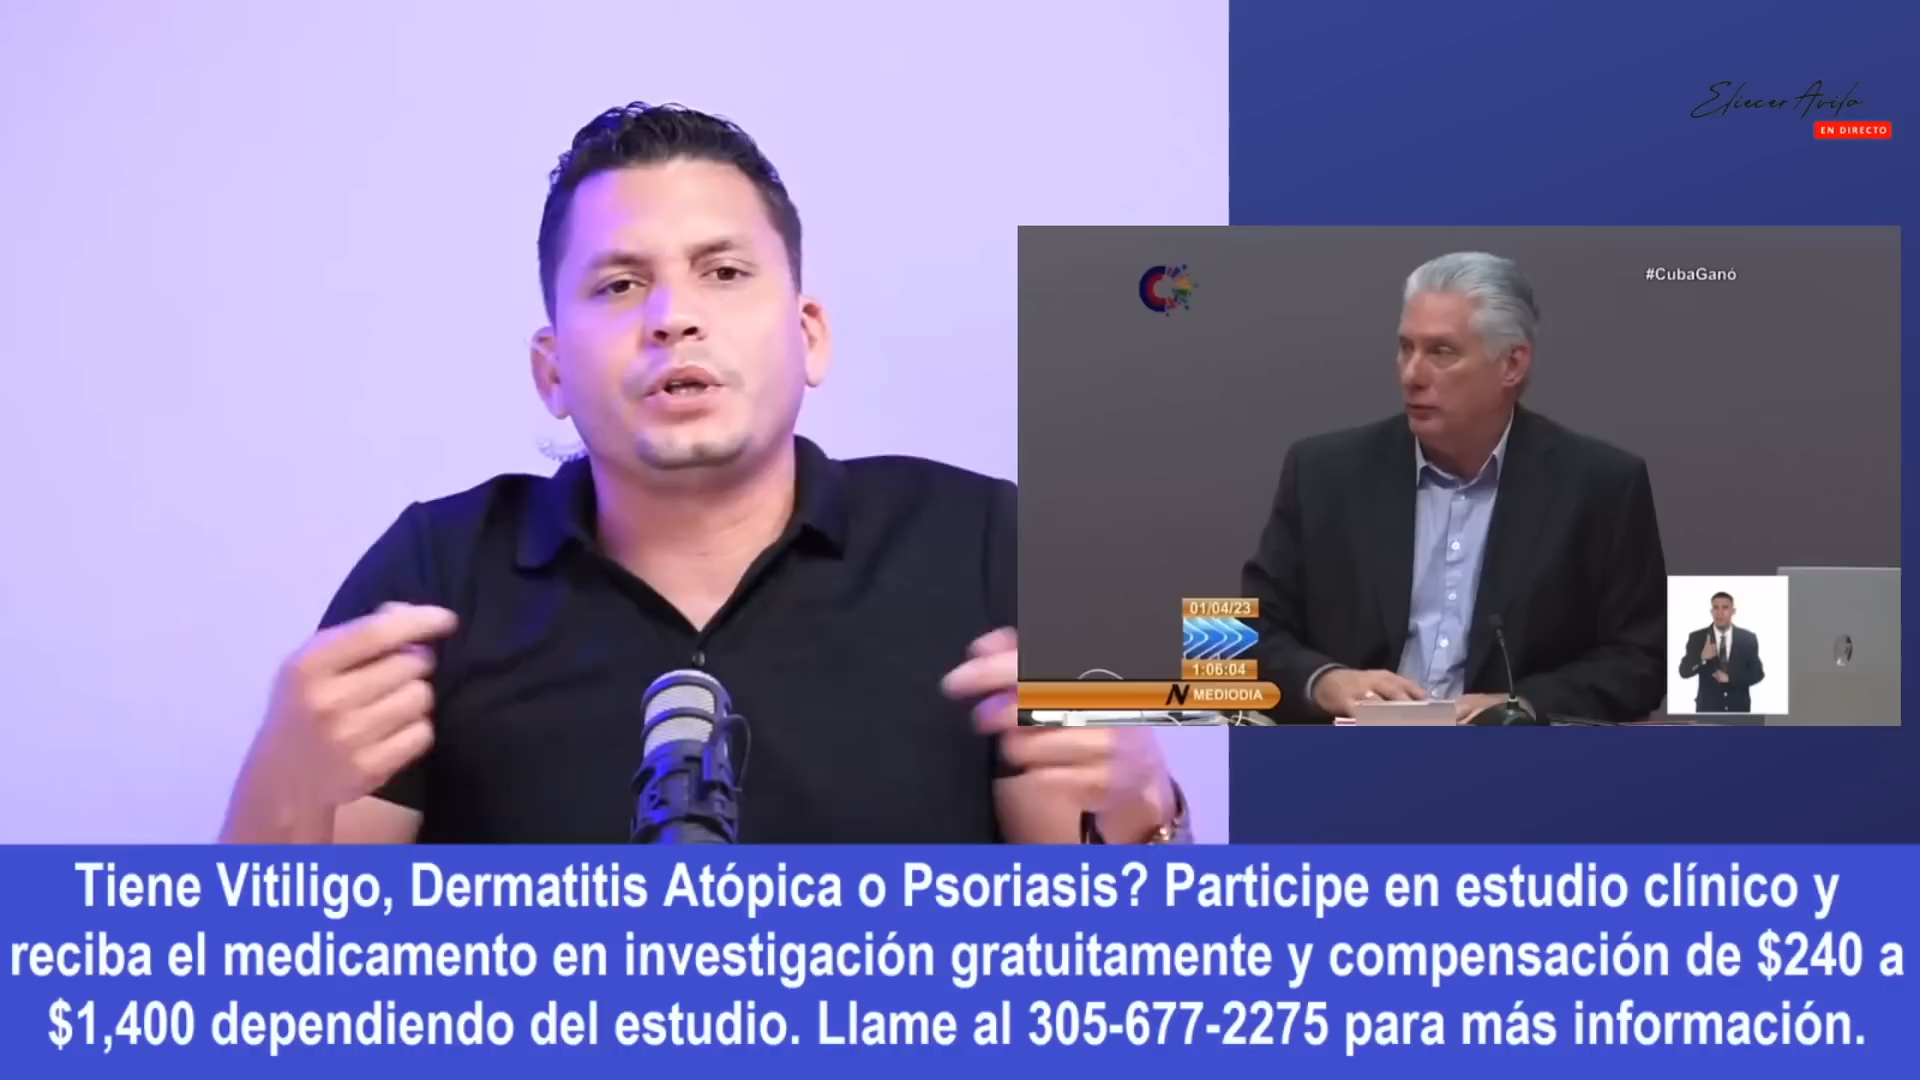 Eliecer Avila
EN DIRECTO
#CubaGanó
01/04/23
1:06:04
N MEDIODIA
Tiene Vitiligo, Dermatitis Atópica o Psoriasis? Participe en estudio clínico y
reciba el medicamento en investigación gratuitamente y compensación de $240 a
$1,400 dependiendo del estudio. Llame al 305-677-2275 para más información.